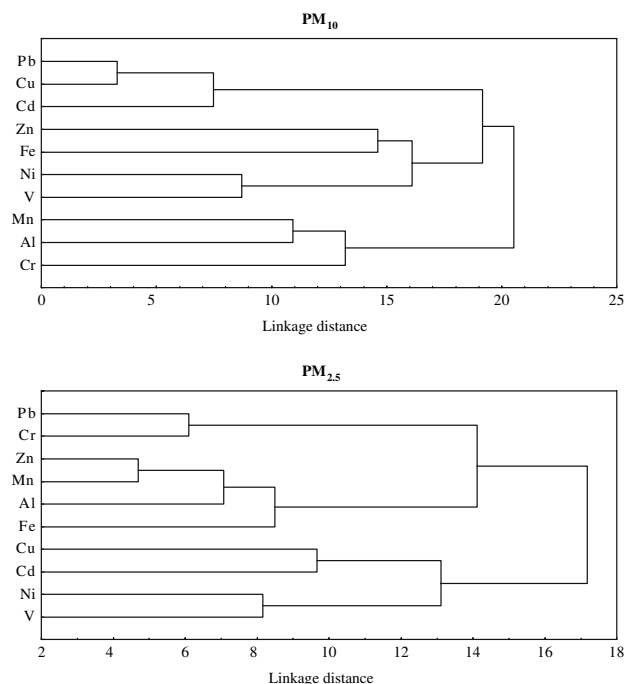 PM10
Pb
Cu
Cd
Zn
Fe
Ni
V
Mn
Al
Cr
0 5 10 15 20 25
Linkage distance
PM2.5
Pb
Cr
Zn
Mn
Al
Fe
Cu
Cd
Ni
V
2 4 6 8 10 12 14 16 18
Linkage distance